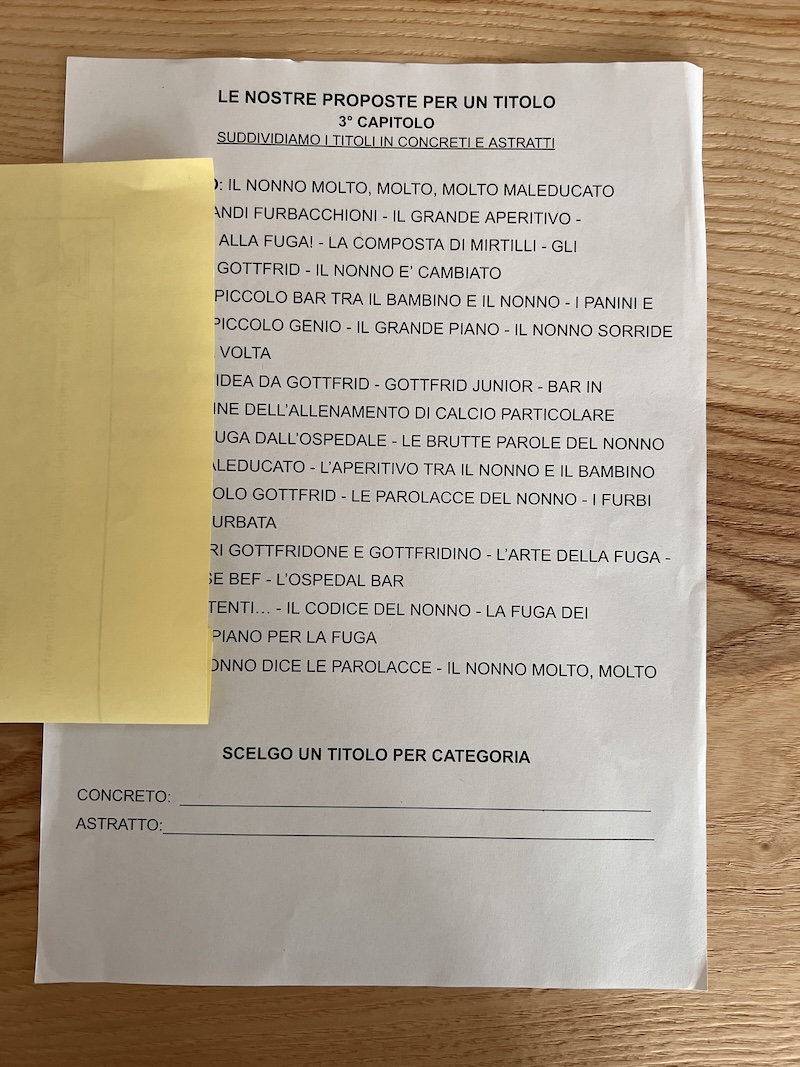 LE NOSTRE PROPOSTE PER UN TITOLO
3° CAPITOLO
SUDDIVIDIAMO I TITOLI IN CONCRETI E ASTRATTI
: IL NONNO MOLTO, MOLTO, MOLTO MALEDUCATO
FURBACCHIONI - IL GRANDE APERITIVO -
ALLA FUGA! - LA COMPOSTA DI MIRTILLI - GLI
GOTTFRID - IL NONNO E' CAMBIATO
PICCOLO BAR TRA IL BAMBINO E IL NONNO - I PANINI E
PICCOLO GENIO - IL GRANDE PIANO - IL NONNO SORRIDE
VOLTA
IDEA DA GOTTFRID - GOTTFRID JUNIOR - BAR IN
DELL'ALLENAMENTO DI CALCIO PARTICOLARE
DALL'OSPEDALE - LE BRUTTE PAROLE DEL NONNO
- L'APERITIVO TRA IL NONNO E IL BAMBINO
GOTTFRID - LE PAROLACCE DEL NONNO - I FURBI
GOTTFRIDONE E GOTTFRIDINO - L'ARTE DELLA FUGA -
BEF - L'OSPEDAL BAR
- IL CODICE DEL NONNO - LA FUGA DEI
PIANO PER LA FUGA
DICE LE PAROLACCE - IL NONNO MOLTO, MOLTO
SCELGO UN TITOLO PER CATEGORIA
CONCRETO:
ASTRATTO: